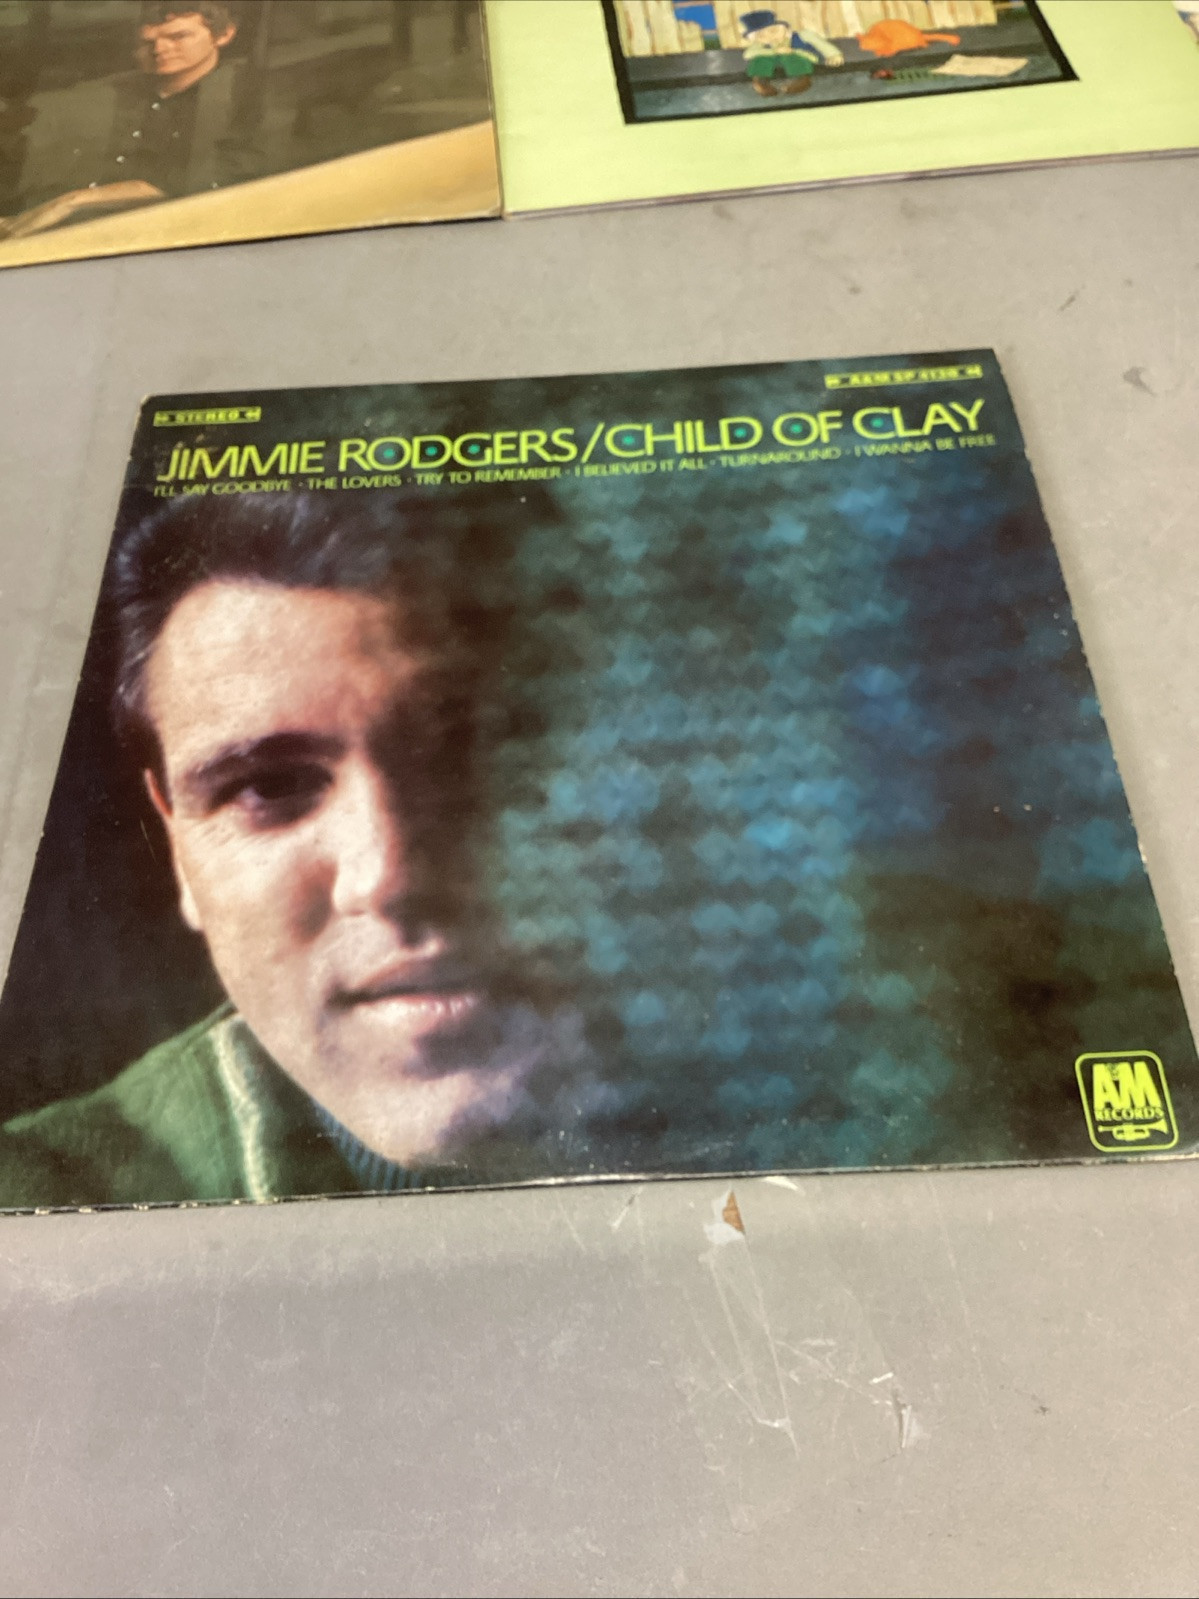 STEREO
A&M SP 4130
JIMMIE RODGERS/CHILD OF CLAY
I'LL SAY GOODBYE · THE LOVERS · TRY TO REMEMBER · I BELIEVED IT ALL · TURNAROUND · I WANNA BE FREE
A&M
RECORDS